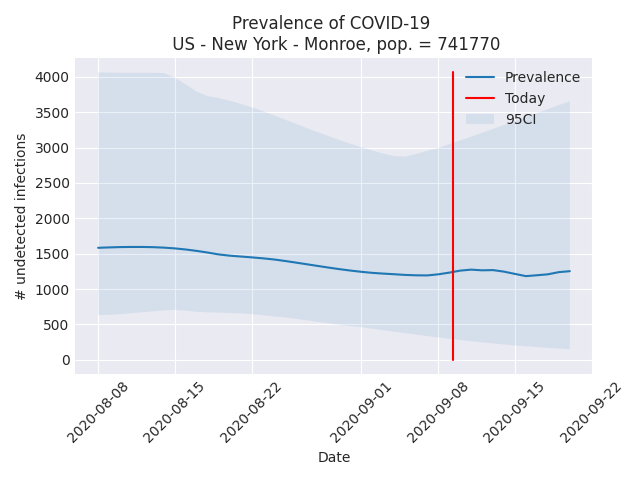 Prevalence of COVID-19
US - New York - Monroe, pop. = 741770
# undetected infections
4000
3500
3000
2500
2000
1500
1000
500
0
Prevalence
Today
95CI
2020-08-08
2020-08-15
2020-08-22
2020-09-01
2020-09-08
2020-09-15
2020-09-22
Date